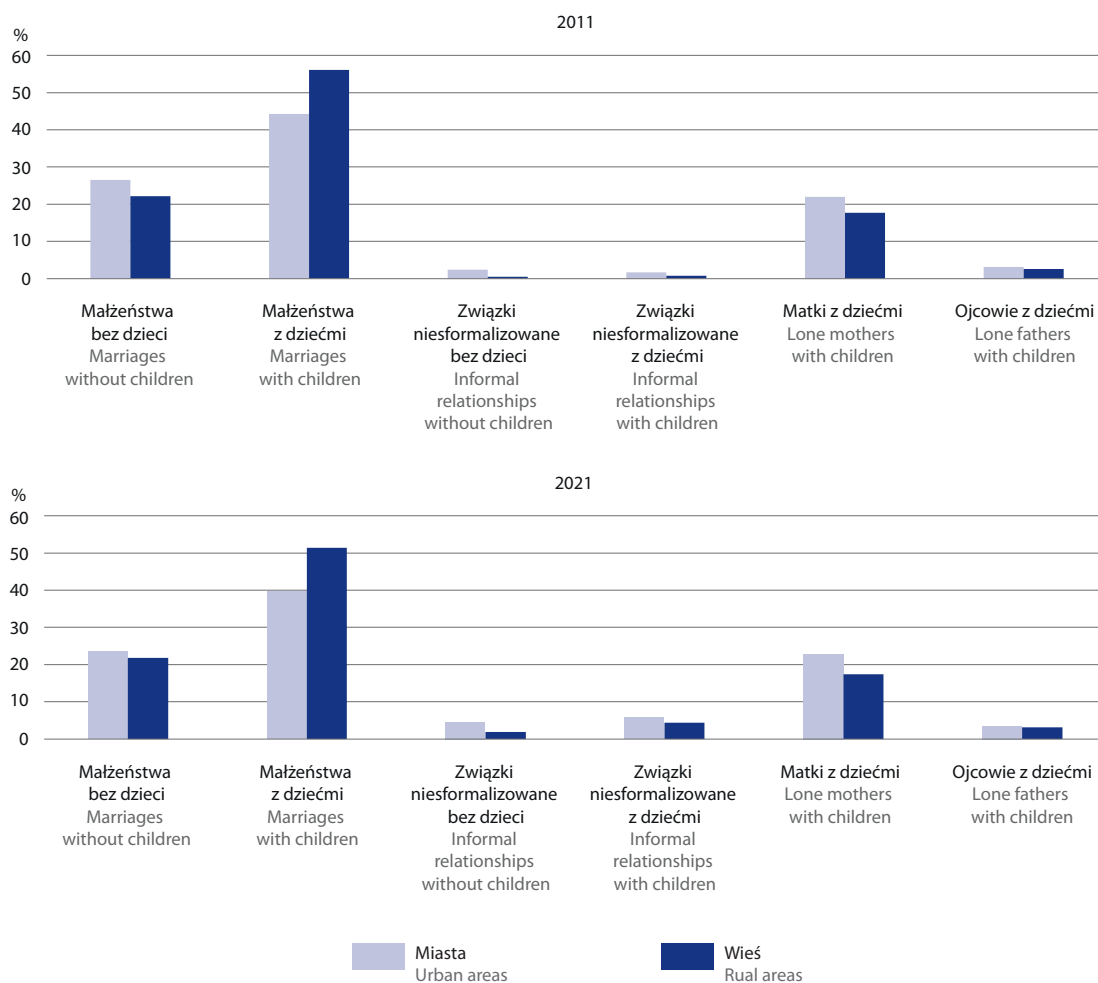 2011
%
60
50
40
30
20
10
0
Małżeństwa
bez dzieci
Marriages
without children
Małżeństwa
z dziećmi
Marriages
with children
Związki
niesformalizowane
bez dzieci
Informal
relationships
without children
Związki
niesformalizowane
z dziećmi
Informal
relationships
with children
Matki z dziećmi
Lone mothers
with children
Ojcowie z dziećmi
Lone fathers
with children
2021
%
60
50
40
30
20
10
0
Małżeństwa
bez dzieci
Marriages
without children
Małżeństwa
z dziećmi
Marriages
with children
Związki
niesformalizowane
bez dzieci
Informal
relationships
without children
Związki
niesformalizowane
z dziećmi
Informal
relationships
with children
Matki z dziećmi
Lone mothers
with children
Ojcowie z dziećmi
Lone fathers
with children
Miasta
Urban areas
Wieś
Rual areas